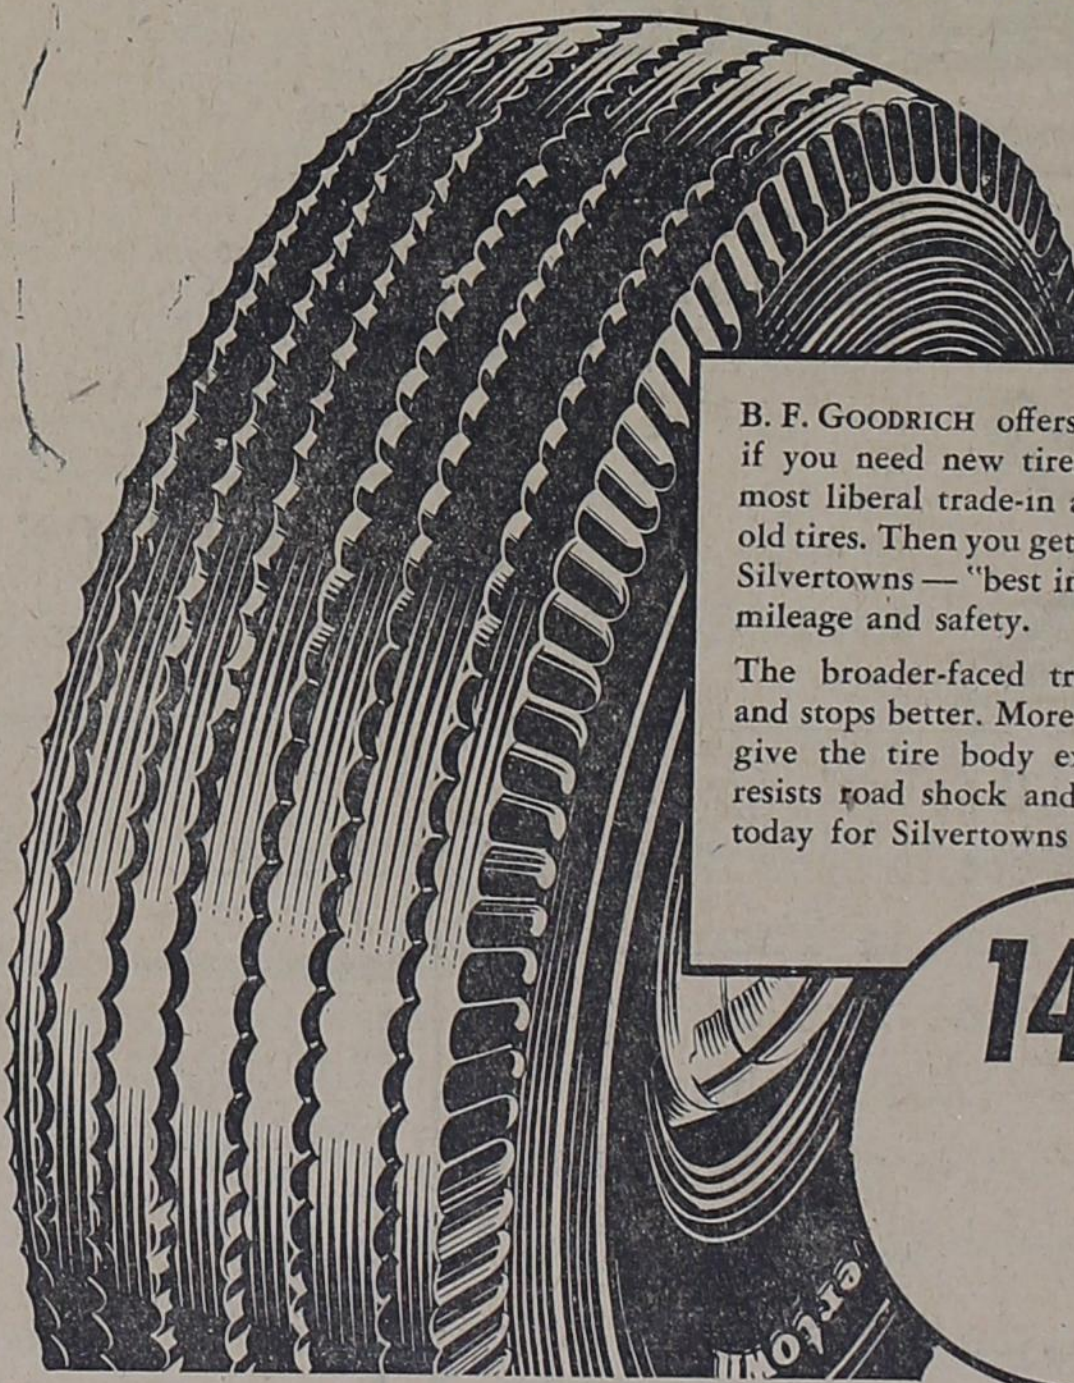 B. F. GOODRICH offers
if you need new tire
most liberal trade-in a
old tires. Then you get
Silvertowns — "best in
mileage and safety.
The broader-faced tr
and stops better. More
give the tire body ex
resists road shock and
today for Silvertowns
14
erton